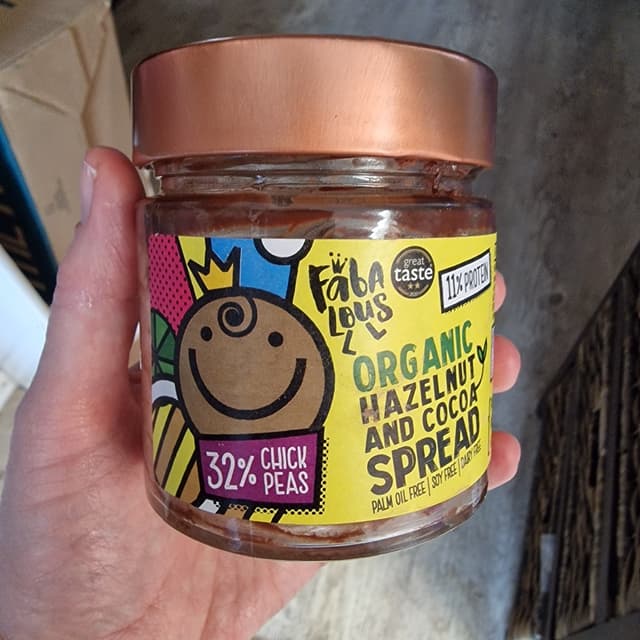 FabA
LOUS
great
taste
11% PROTEIN
ORGANIC
HAZELNUT
AND COCOA
SPREAD
PALM OIL FREE | SOY FREE | DAIRY FREE
32% CHICK
PEAS